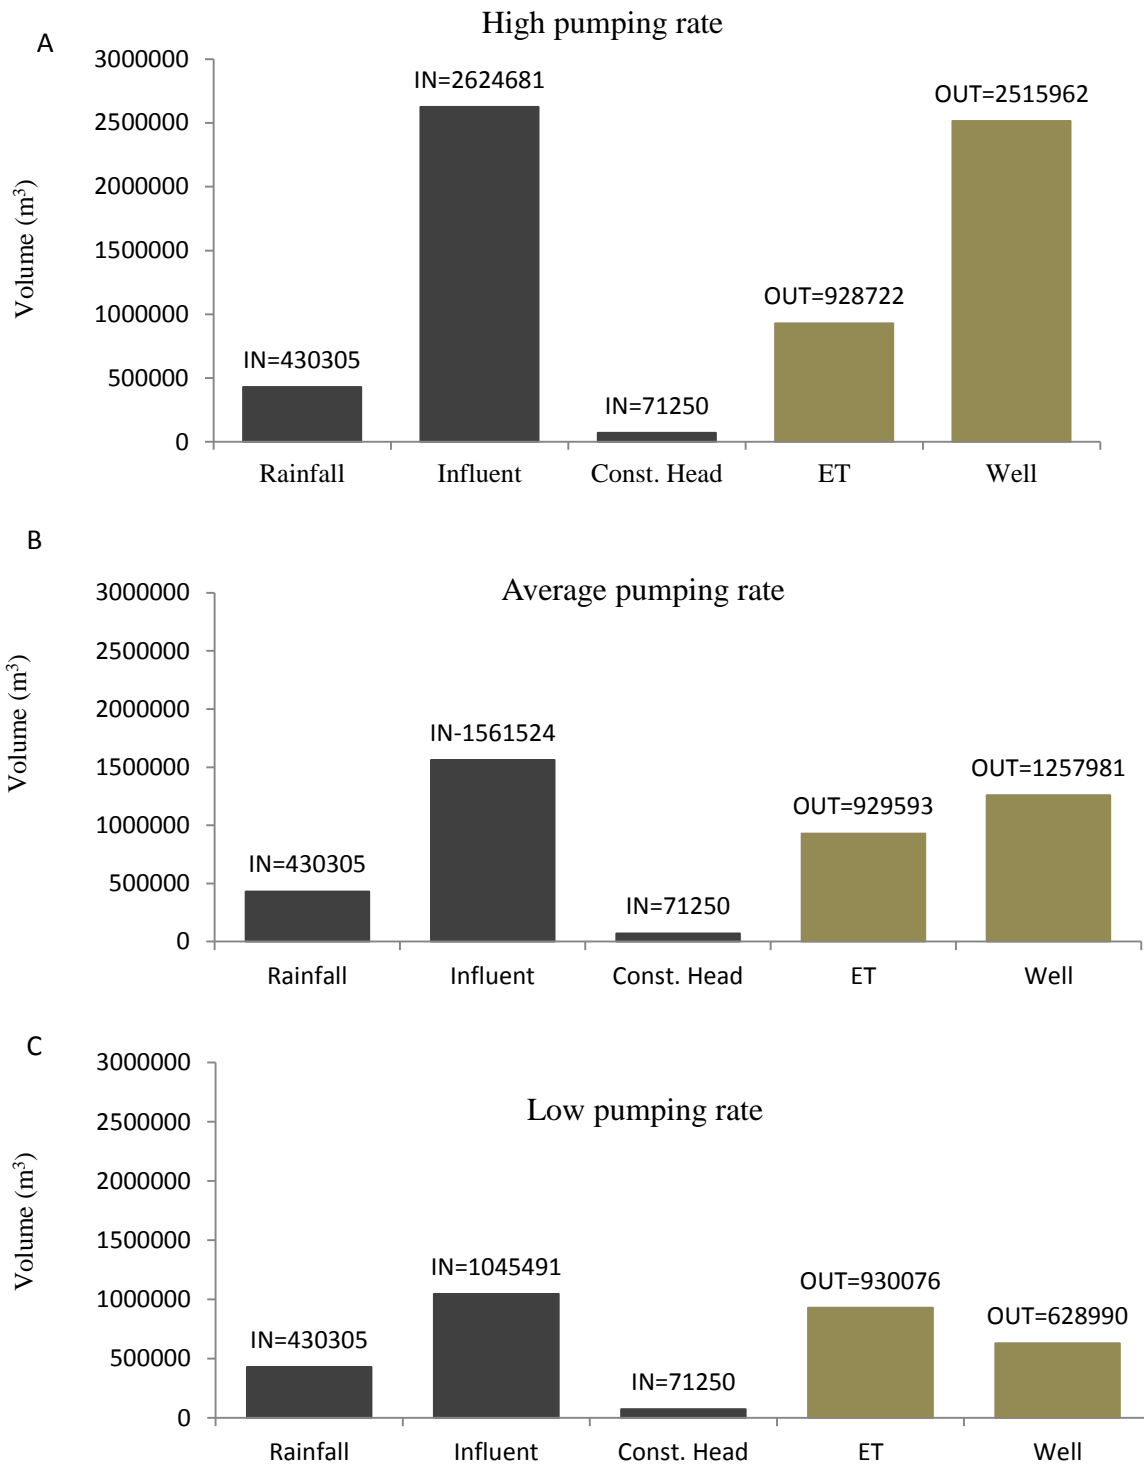 A
High pumping rate
Volume (m³)
3000000
2500000
2000000
1500000
1000000
500000
0
IN=430305
IN=2624681
IN=71250
OUT=928722
OUT=2515962
Rainfall Influent Const. Head ET Well
B
Average pumping rate
Volume (m³)
3000000
2500000
2000000
1500000
1000000
500000
0
IN=430305
IN-1561524
IN=71250
OUT=929593
OUT=1257981
Rainfall Influent Const. Head ET Well
C
Low pumping rate
Volume (m³)
3000000
2500000
2000000
1500000
1000000
500000
0
IN=430305
IN=1045491
IN=71250
OUT=930076
OUT=628990
Rainfall Influent Const. Head ET Well